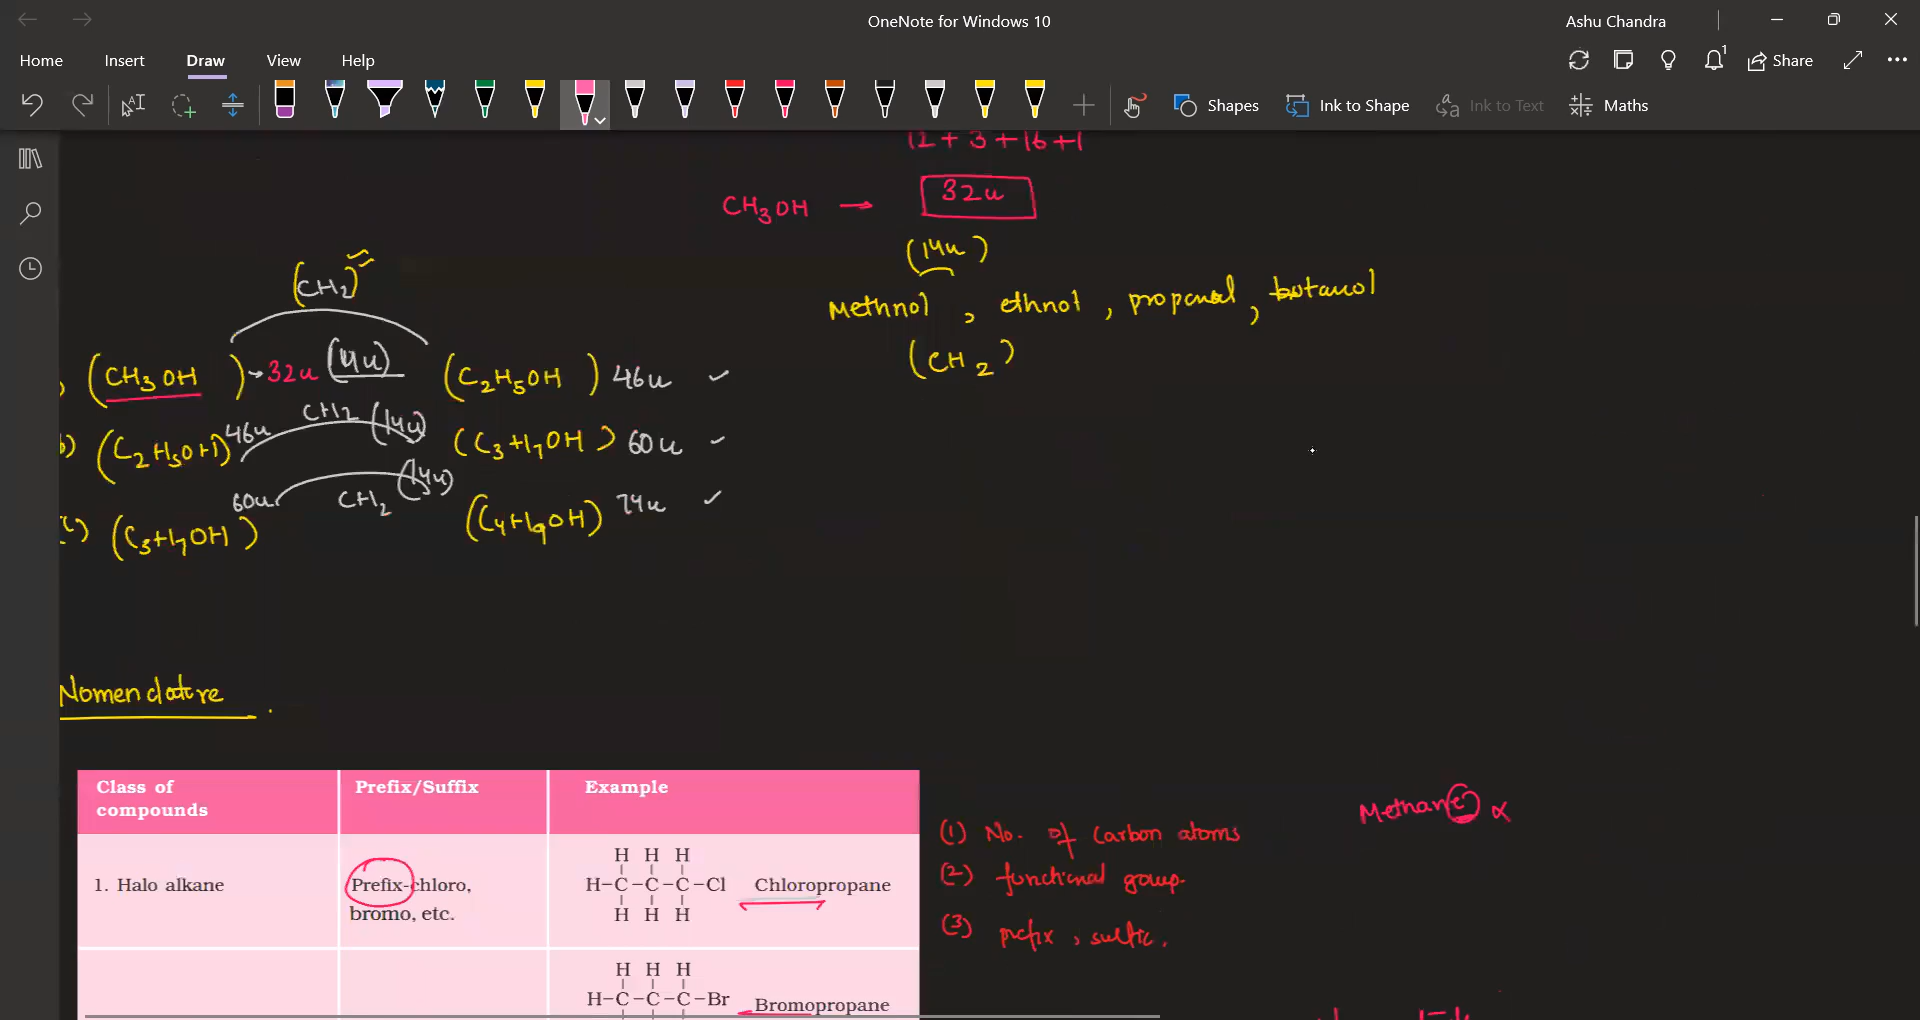 OneNote for Windows 10
Ashu Chandra
Home Insert Draw View Help
1
Share
Shapes Ink to Shape Ink to Text Maths
12 + 3 + 16 + 1
CH3OH → 32u
(14u)
Methnol , ethnol , propanol , butanol
(CH2)
(CH2)
(CH3OH) → 32u (14u) (C2H5OH) 46u ✓
b) (C2H5OH) 46u CH2 (14u) (C3H7OH) 60u ✓
(c) (C3H7OH) 60u CH2 (14u) (C4H9OH) 74u ✓
Nomenclature .
Class of compounds Prefix/Suffix Example
1. Halo alkane Prefix-chloro, bromo, etc.
H H H
H–C–C–C–Cl Chloropropane
H H H
H H H
H–C–C–C–Br Bromopropane
(1) No. of carbon atoms
(2) functional group
(3) prefix , suffix.
Methane α